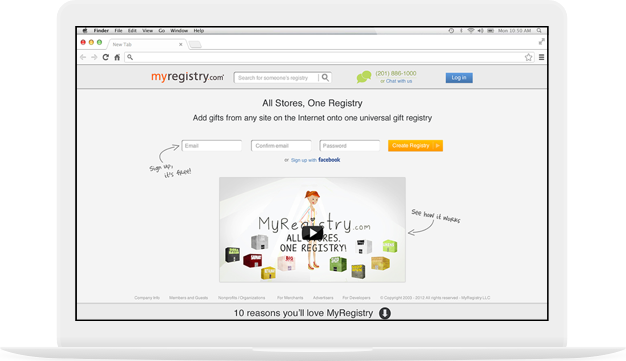 Finder File Edit View Go Window Help Mon 10:50 AM
New Tab
myregistry.com
Search for someone's registry
(201) 886-1000
or Chat with us
Log in
All Stores, One Registry
Add gifts from any site on the Internet onto one universal gift registry
Email Confirm email Password Create Registry >
or Sign up with facebook
Sign up,
it's free!
MyRegistry.com
ALL STORES.
ONE REGISTRY!
See how it works
Company Info Members and Guests Nonprofits / Organizations For Merchants Advertisers For Developers © Copyright 2005 - 2013 All rights reserved - MyRegistry LLC
10 reasons you'll love MyRegistry